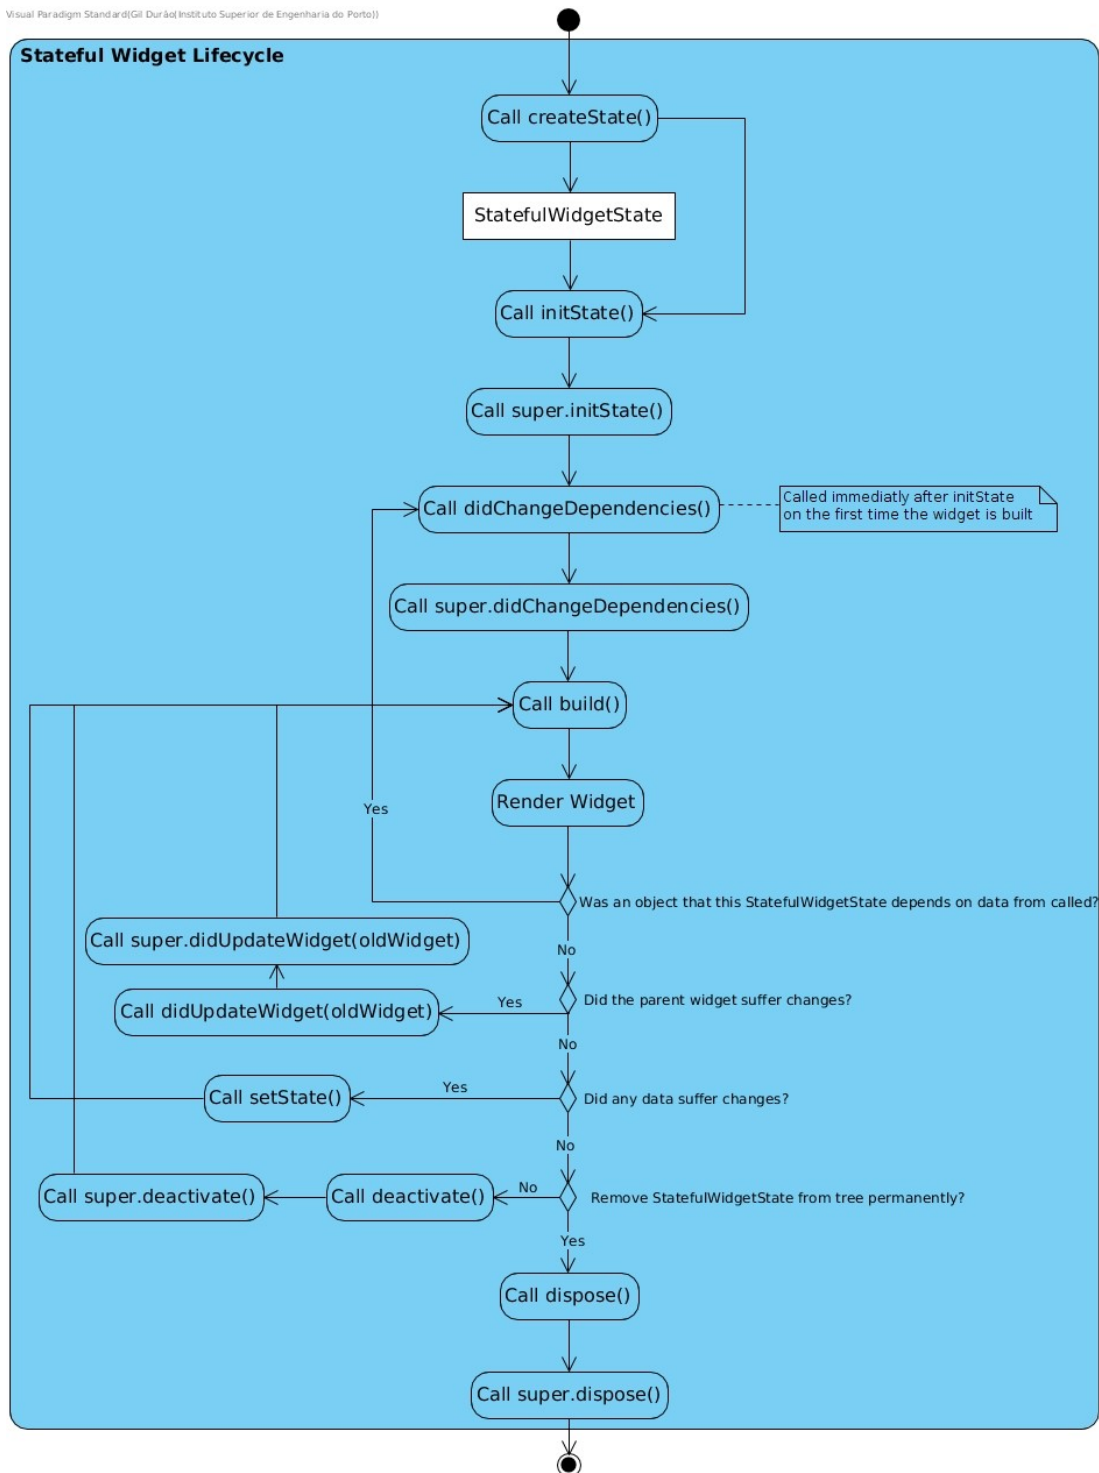 Visual Paradigm Standard(Gil Durão(Instituto Superior de Engenharia do Porto))
Stateful Widget Lifecycle
Call createState()
StatefulWidgetState
Call initState()
Call super.initState()
Call didChangeDependencies()
Called immediatly after initState
on the first time the widget is built
Call super.didChangeDependencies()
Call build()
Render Widget
Yes
Was an object that this StatefulWidgetState depends on data from called?
No
Call super.didUpdateWidget(oldWidget)
Did the parent widget suffer changes?
Yes
Call didUpdateWidget(oldWidget)
No
Did any data suffer changes?
Yes
Call setState()
No
Remove StatefulWidgetState from tree permanently?
No
Call deactivate()
Call super.deactivate()
Yes
Call dispose()
Call super.dispose()